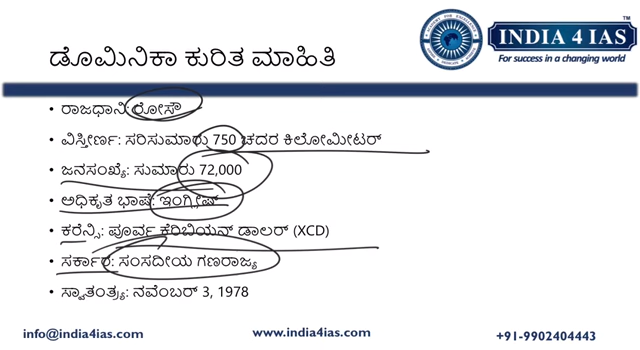 INDIA 4 IAS
For success in a changing world
ಡೊಮಿನಿಕಾ ಕುರಿತ ಮಾಹಿತಿ
• ರಾಜಧಾನಿ: ರೋಸೌ
• ವಿಸ್ತೀರ್ಣ: ಸರಿಸುಮಾರು 750 ಚದರ ಕಿಲೋಮೀಟರ್
• ಜನಸಂಖ್ಯೆ: ಸುಮಾರು 72,000
• ಅಧಿಕೃತ ಭಾಷೆ: ಇಂಗ್ಲೀಷ್
• ಕರೆನ್ಸಿ: ಪೂರ್ವ ಕೆರಿಬಿಯನ್ ಡಾಲರ್ (XCD)
• ಸರ್ಕಾರ: ಸಂಸದೀಯ ಗಣರಾಜ್ಯ
• ಸ್ವಾತಂತ್ರ್ಯ: ನವೆಂಬರ್ 3, 1978
info@india4ias.com
www.india4ias.com
+91-9902404443